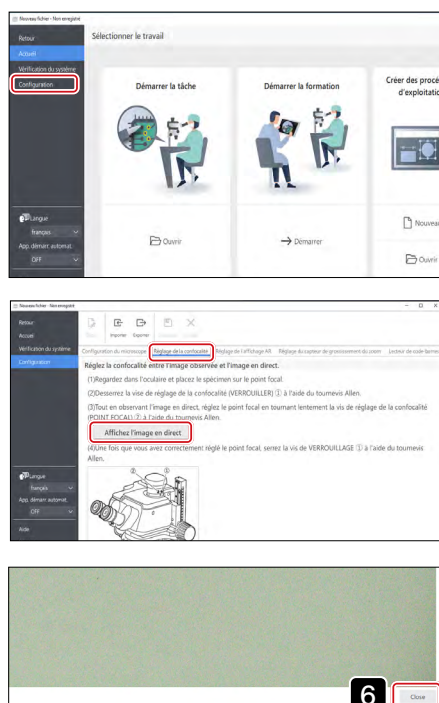 Nouveau fichier - Non enregistré
Retour
Accueil
Vérification du système
Configuration
Langue
français
App. démarr. automat.
OFF
Sélectionner le travail
Démarrer la tâche
Ouvrir
Démarrer la formation
Démarrer
Créer des procé
d'exploitatio
Nouveau
Ouvrir
Nouveau fichier - Non enregistré
Retour
Accueil
Vérification du système
Configuration
Langue
français
App. démarr. automat.
OFF
Aide
Importer Exporter
Configuration du microscope Réglage de la confocalité Réglage de l'affichage AR Réglage du capteur de grossissement du zoom Lecteur de code-barres
Réglez la confocalité entre l'image observée et l'image en direct.
(1)Regardez dans l'oculaire et placez le spécimen sur le point focal.
(2)Desserrez la vise de réglage de la confocalité (VERROUILLER) ① à l'aide du tournevis Allen.
(3)Tout en observant l'image en direct, réglez le point focal en tournant lentement la vis de réglage de la confocalité
(POINT FOCAL) ② à l'aide du tournevis Allen.
Affichez l'image en direct
(4)Une fois que vous avez correctement réglé le point focal, serrez la vis de VERROUILLAGE ① à l'aide du tournevis
Allen.
② ①
6
Close